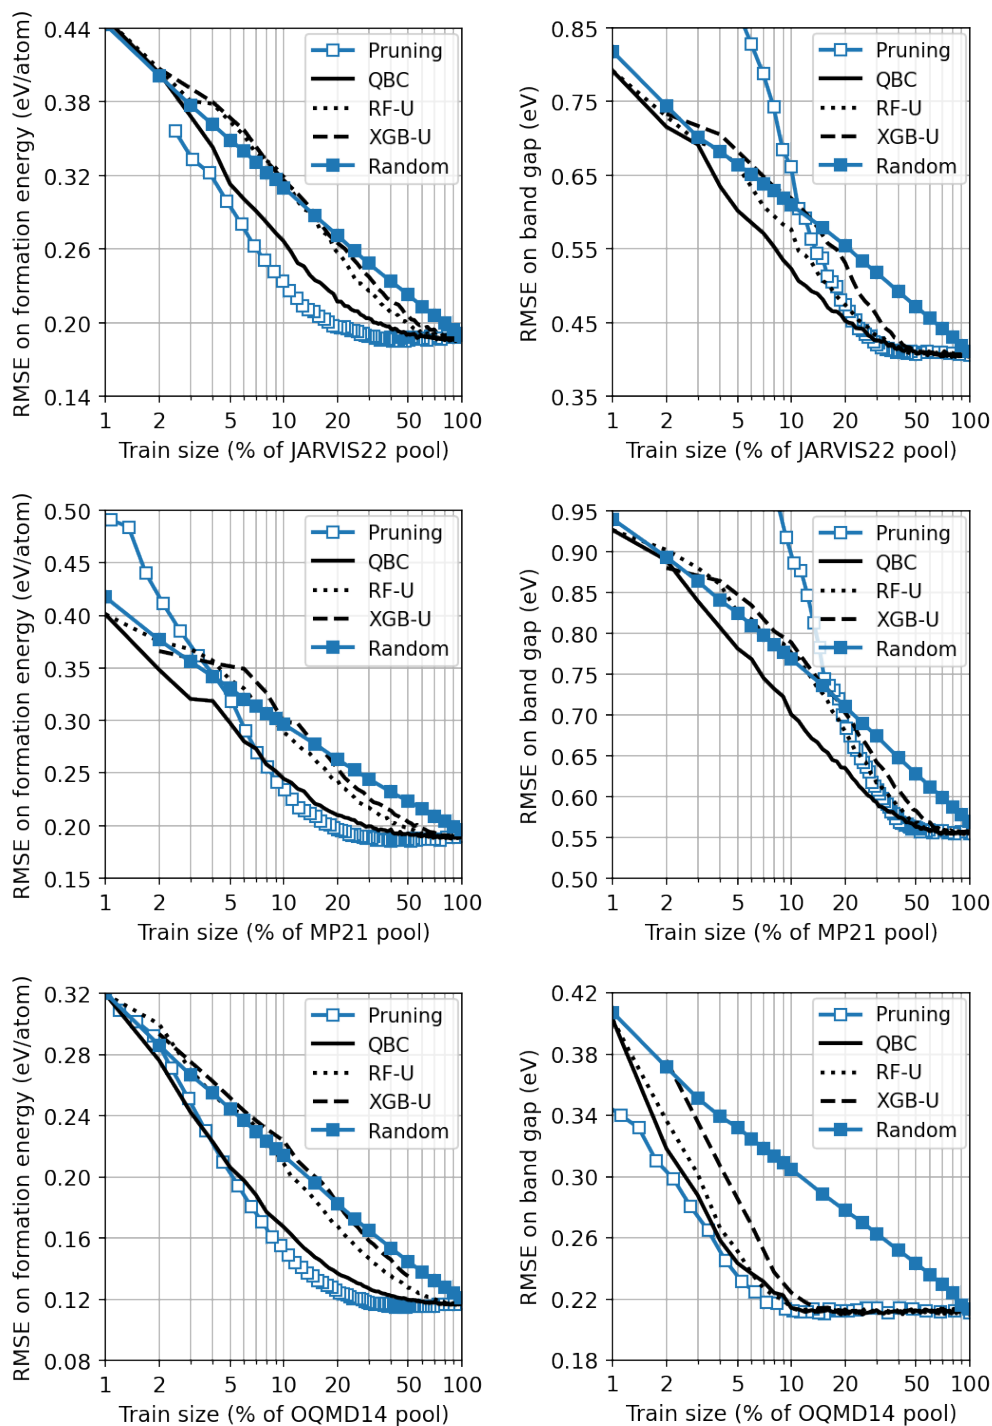 RMSE on formation energy (eV/atom)
0.44
0.38
0.32
0.26
0.20
0.14
Pruning
QBC
RF-U
XGB-U
Random
1 2 5 10 20 50 100
Train size (% of JARVIS22 pool)
RMSE on band gap (eV)
0.85
0.75
0.65
0.55
0.45
0.35
Pruning
QBC
RF-U
XGB-U
Random
1 2 5 10 20 50 100
Train size (% of JARVIS22 pool)
RMSE on formation energy (eV/atom)
0.50
0.45
0.40
0.35
0.30
0.25
0.20
0.15
Pruning
QBC
RF-U
XGB-U
Random
1 2 5 10 20 50 100
Train size (% of MP21 pool)
RMSE on band gap (eV)
0.95
0.90
0.85
0.80
0.75
0.70
0.65
0.60
0.55
0.50
Pruning
QBC
RF-U
XGB-U
Random
1 2 5 10 20 50 100
Train size (% of MP21 pool)
RMSE on formation energy (eV/atom)
0.32
0.28
0.24
0.20
0.16
0.12
0.08
Pruning
QBC
RF-U
XGB-U
Random
1 2 5 10 20 50 100
Train size (% of OQMD14 pool)
RMSE on band gap (eV)
0.42
0.38
0.34
0.30
0.26
0.22
0.18
Pruning
QBC
RF-U
XGB-U
Random
1 2 5 10 20 50 100
Train size (% of OQMD14 pool)